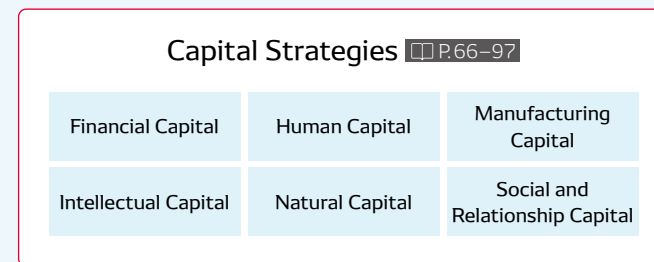 Capital Strategies P.66–97
Financial Capital
Human Capital
Manufacturing
Capital
Intellectual Capital
Natural Capital
Social and
Relationship Capital